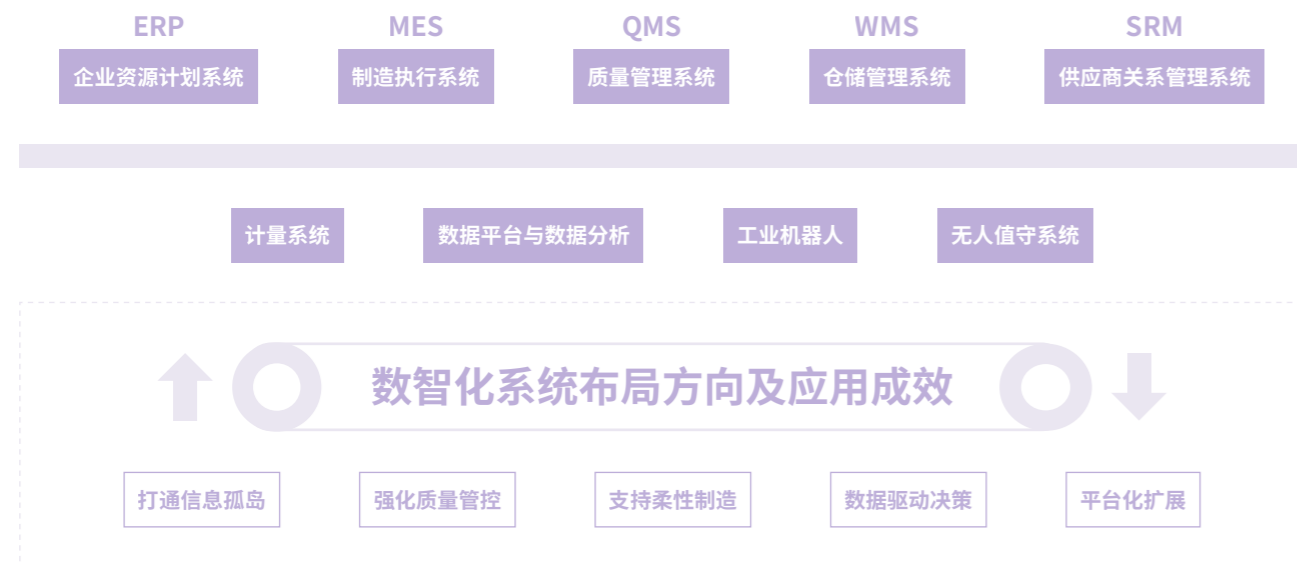 ERP
MES
QMS
WMS
SRM
企业资源计划系统
制造执行系统
质量管理系统
仓储管理系统
供应商关系管理系统
计量系统
数据平台与数据分析
工业机器人
无人值守系统
数智化系统布局方向及应用成效
打通信息孤岛
强化质量管控
支持柔性制造
数据驱动决策
平台化扩展